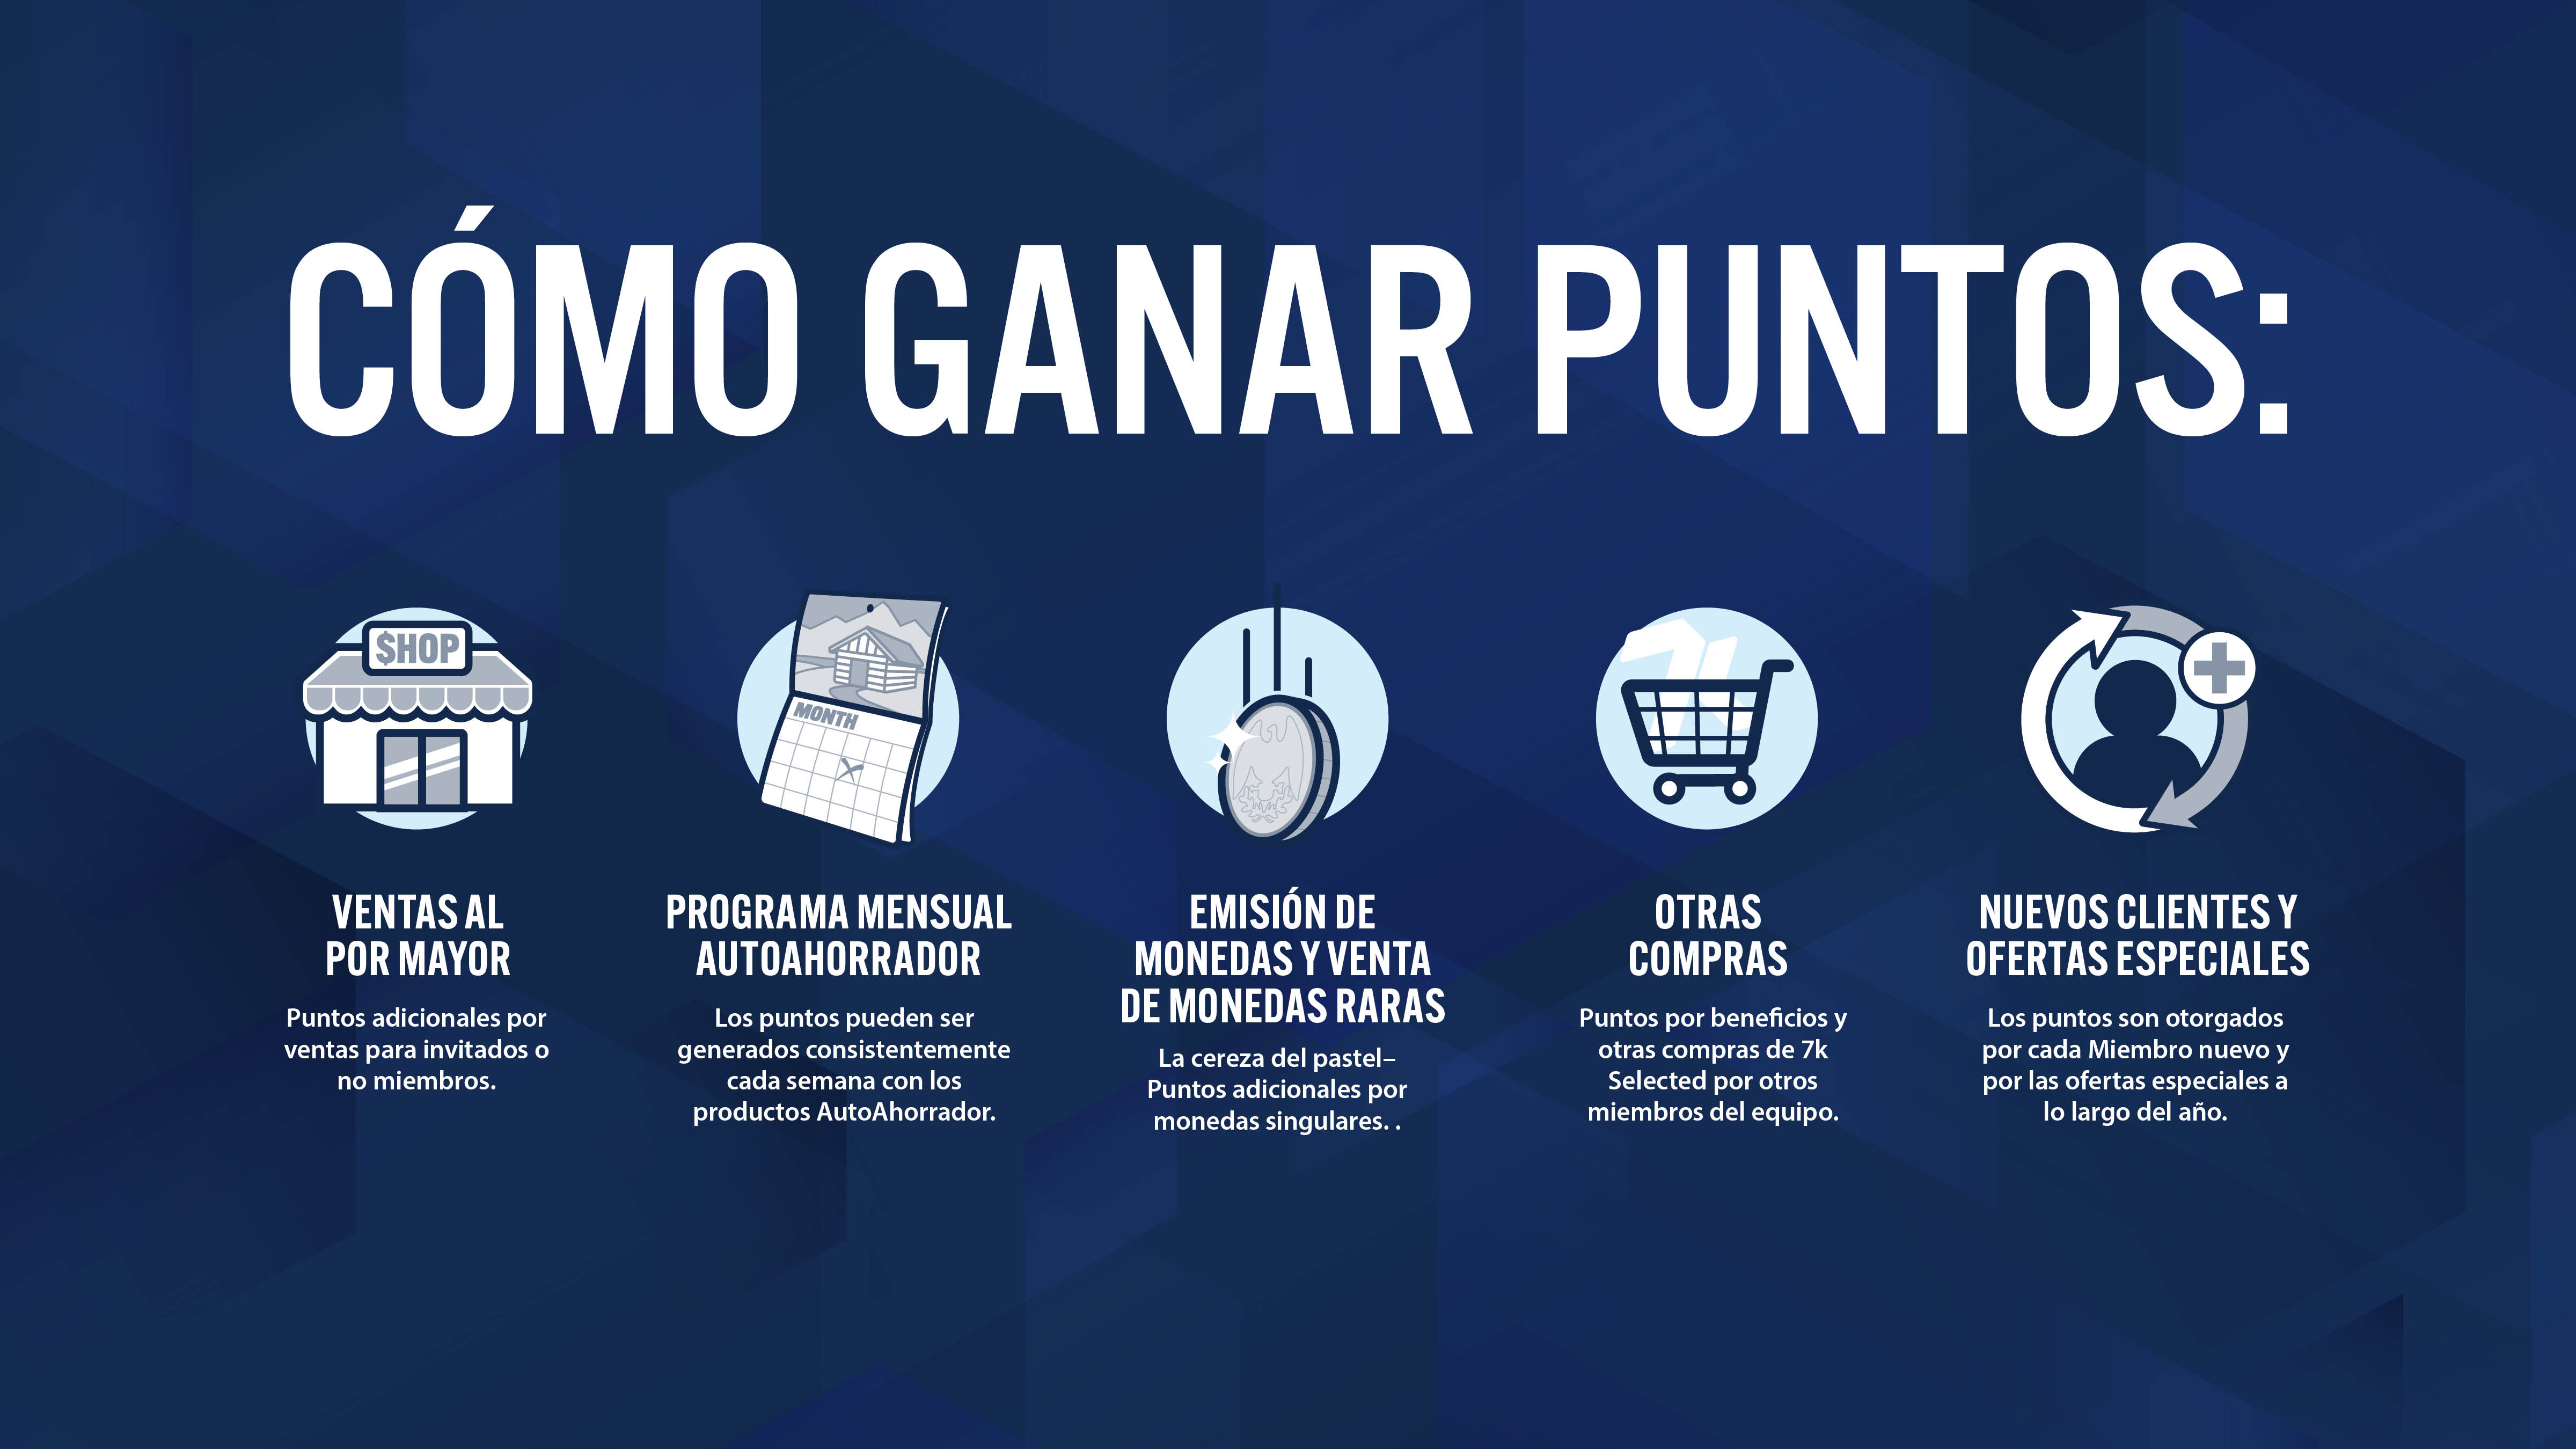 CÓMO GANAR PUNTOS:
$HOP
VENTAS AL
POR MAYOR
Puntos adicionales por
ventas para invitados o
no miembros.
MONTH
PROGRAMA MENSUAL
AUTOAHORRADOR
Los puntos pueden ser
generados consistentemente
cada semana con los
productos AutoAhorrador.
EMISIÓN DE
MONEDAS Y VENTA
DE MONEDAS RARAS
La cereza del pastel–
Puntos adicionales por
monedas singulares. .
7k
OTRAS
COMPRAS
Puntos por beneficios y
otras compras de 7k
Selected por otros
miembros del equipo.
NUEVOS CLIENTES Y
OFERTAS ESPECIALES
Los puntos son otorgados
por cada Miembro nuevo y
por las ofertas especiales a
lo largo del año.